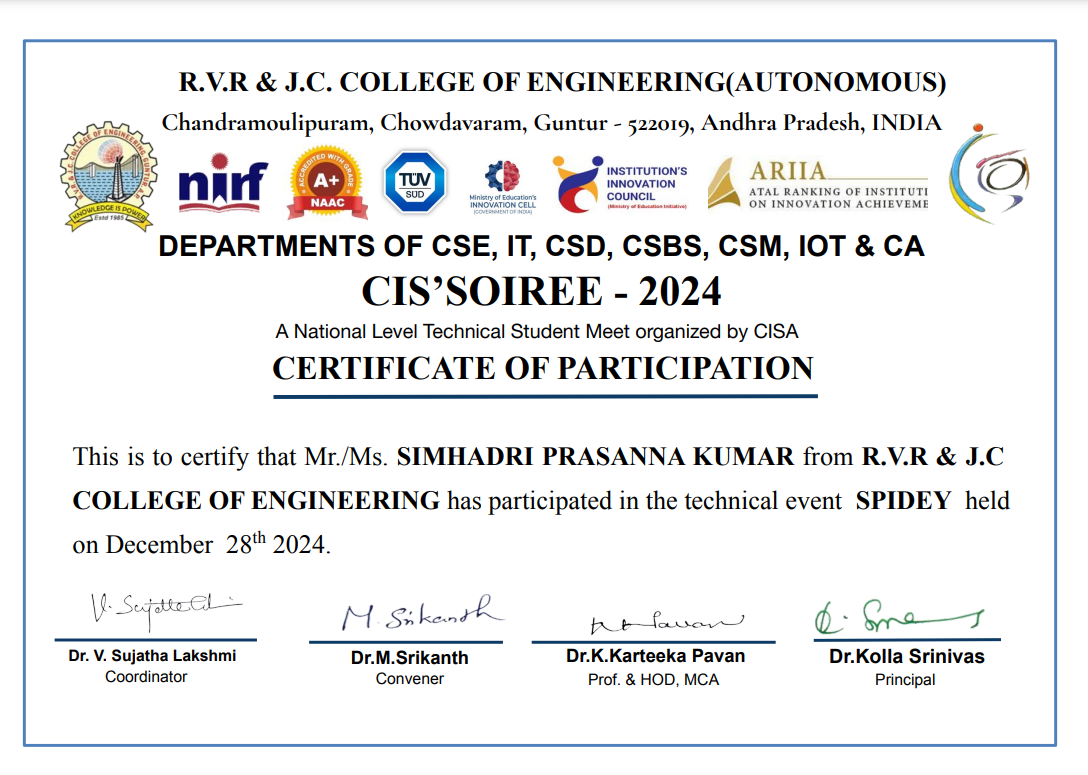 R.V.R & J.C. COLLEGE OF ENGINEERING(AUTONOMOUS)
Chandramoulipuram, Chowdavaram, Guntur - 522019, Andhra Pradesh, INDIA
R.V.R. & J.C. COLLEGE OF ENGINEERING GUNTUR
KNOWLEDGE IS POWER
Estd 1985
nirf
ACCREDITED WITH GRADE
A+
NAAC
TÜV
SÜD
Ministry of Education's
INNOVATION CELL
(GOVERNMENT OF INDIA)
INSTITUTION'S
INNOVATION
COUNCIL
(Ministry of Education Initiative)
ARIIA
ATAL RANKING OF INSTITUTI
ON INNOVATION ACHIEVEME
DEPARTMENTS OF CSE, IT, CSD, CSBS, CSM, IOT & CA
CIS’SOIREE - 2024
A National Level Technical Student Meet organized by CISA
CERTIFICATE OF PARTICIPATION
This is to certify that Mr./Ms. SIMHADRI PRASANNA KUMAR from R.V.R & J.C
COLLEGE OF ENGINEERING has participated in the technical event SPIDEY held
on December 28th 2024.
M. Srikanth
Dr. V. Sujatha Lakshmi
Coordinator
Dr.M.Srikanth
Convener
Dr.K.Karteeka Pavan
Prof. & HOD, MCA
Dr.Kolla Srinivas
Principal